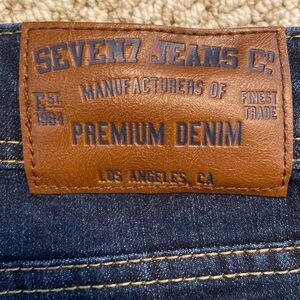 SEVEN7 JEANS Co.
MANUFACTURERS OF
EST. 1984
FINEST TRADE
PREMIUM DENIM
LOS ANGELES, CA